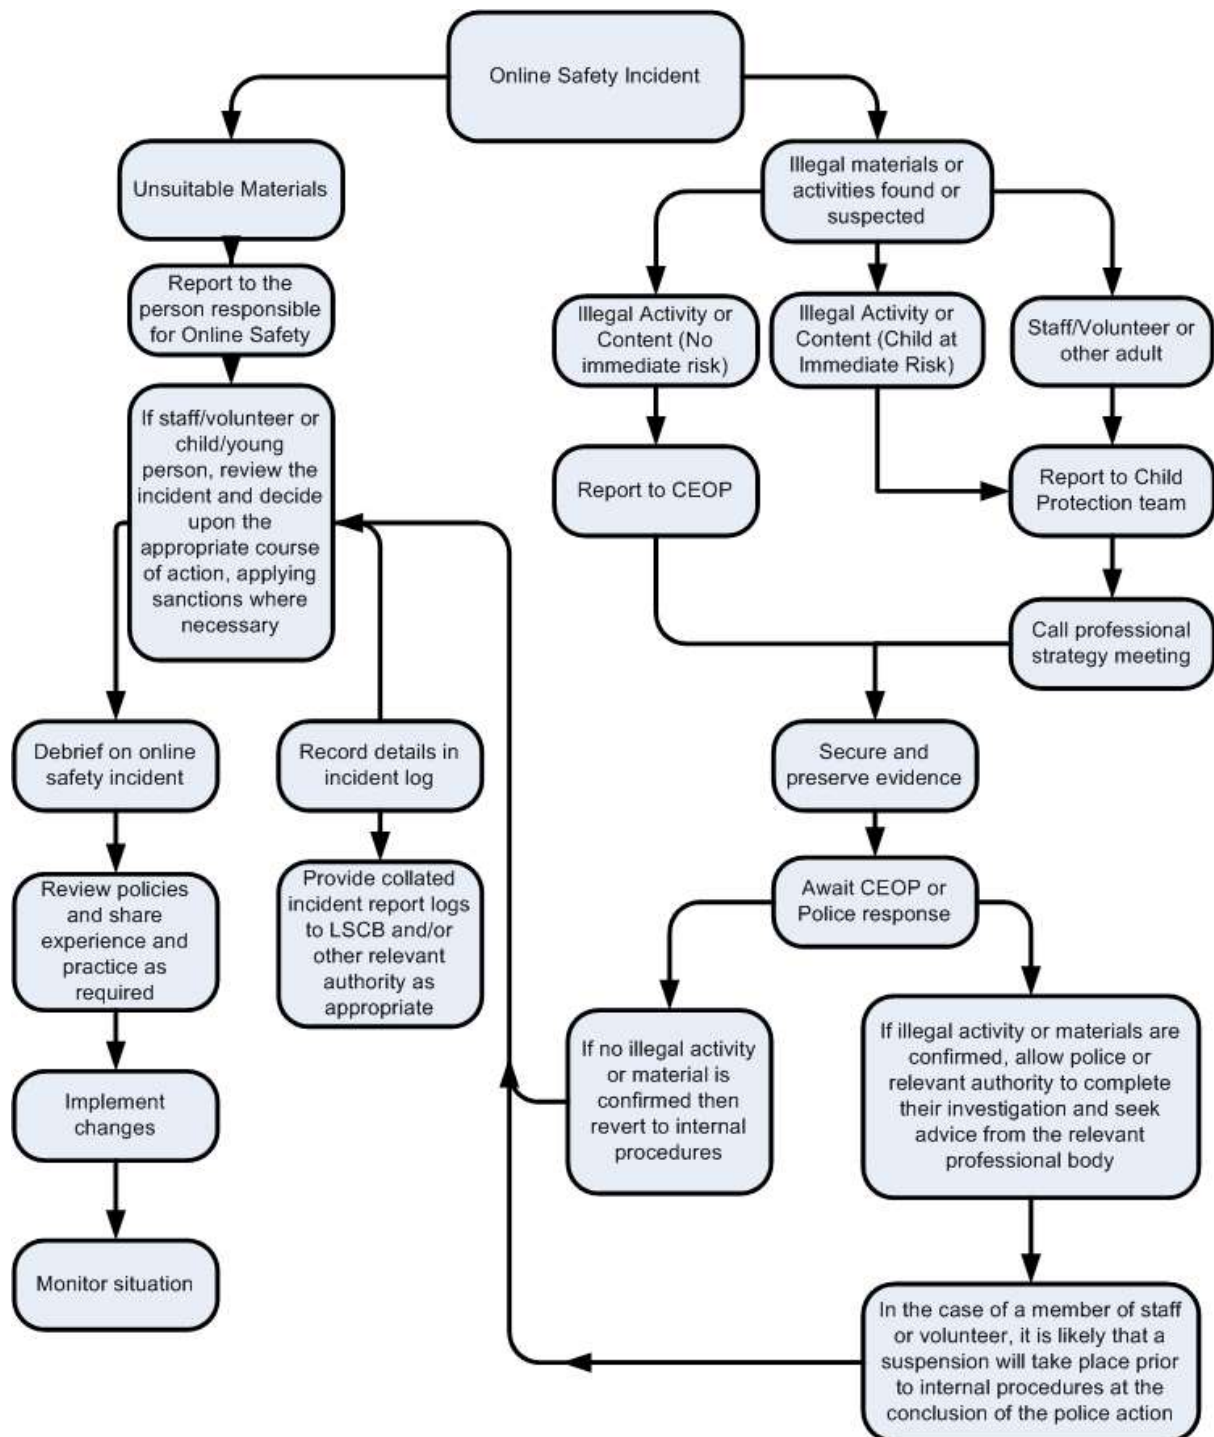 Online Safety Incident
Unsuitable Materials
Report to the
person responsible
for Online Safety
If staff/volunteer or
child/young
person, review the
incident and decide
upon the
appropriate course
of action, applying
sanctions where
necessary
Debrief on online
safety incident
Review policies
and share
experience and
practice as
required
Implement
changes
Monitor situation
Record details in
incident log
Provide collated
incident report logs
to LSCB and/or
other relevant
authority as
appropriate
Illegal materials or
activities found or
suspected
Illegal Activity or
Content (No
immediate risk)
Illegal Activity or
Content (Child at
Immediate Risk)
Staff/Volunteer or
other adult
Report to CEOP
Report to Child
Protection team
Call professional
strategy meeting
Secure and
preserve evidence
Await CEOP or
Police response
If no illegal activity
or material is
confirmed then
revert to internal
procedures
If illegal activity or materials are
confirmed, allow police or
relevant authority to complete
their investigation and seek
advice from the relevant
professional body
In the case of a member of staff
or volunteer, it is likely that a
suspension will take place prior
to internal procedures at the
conclusion of the police action